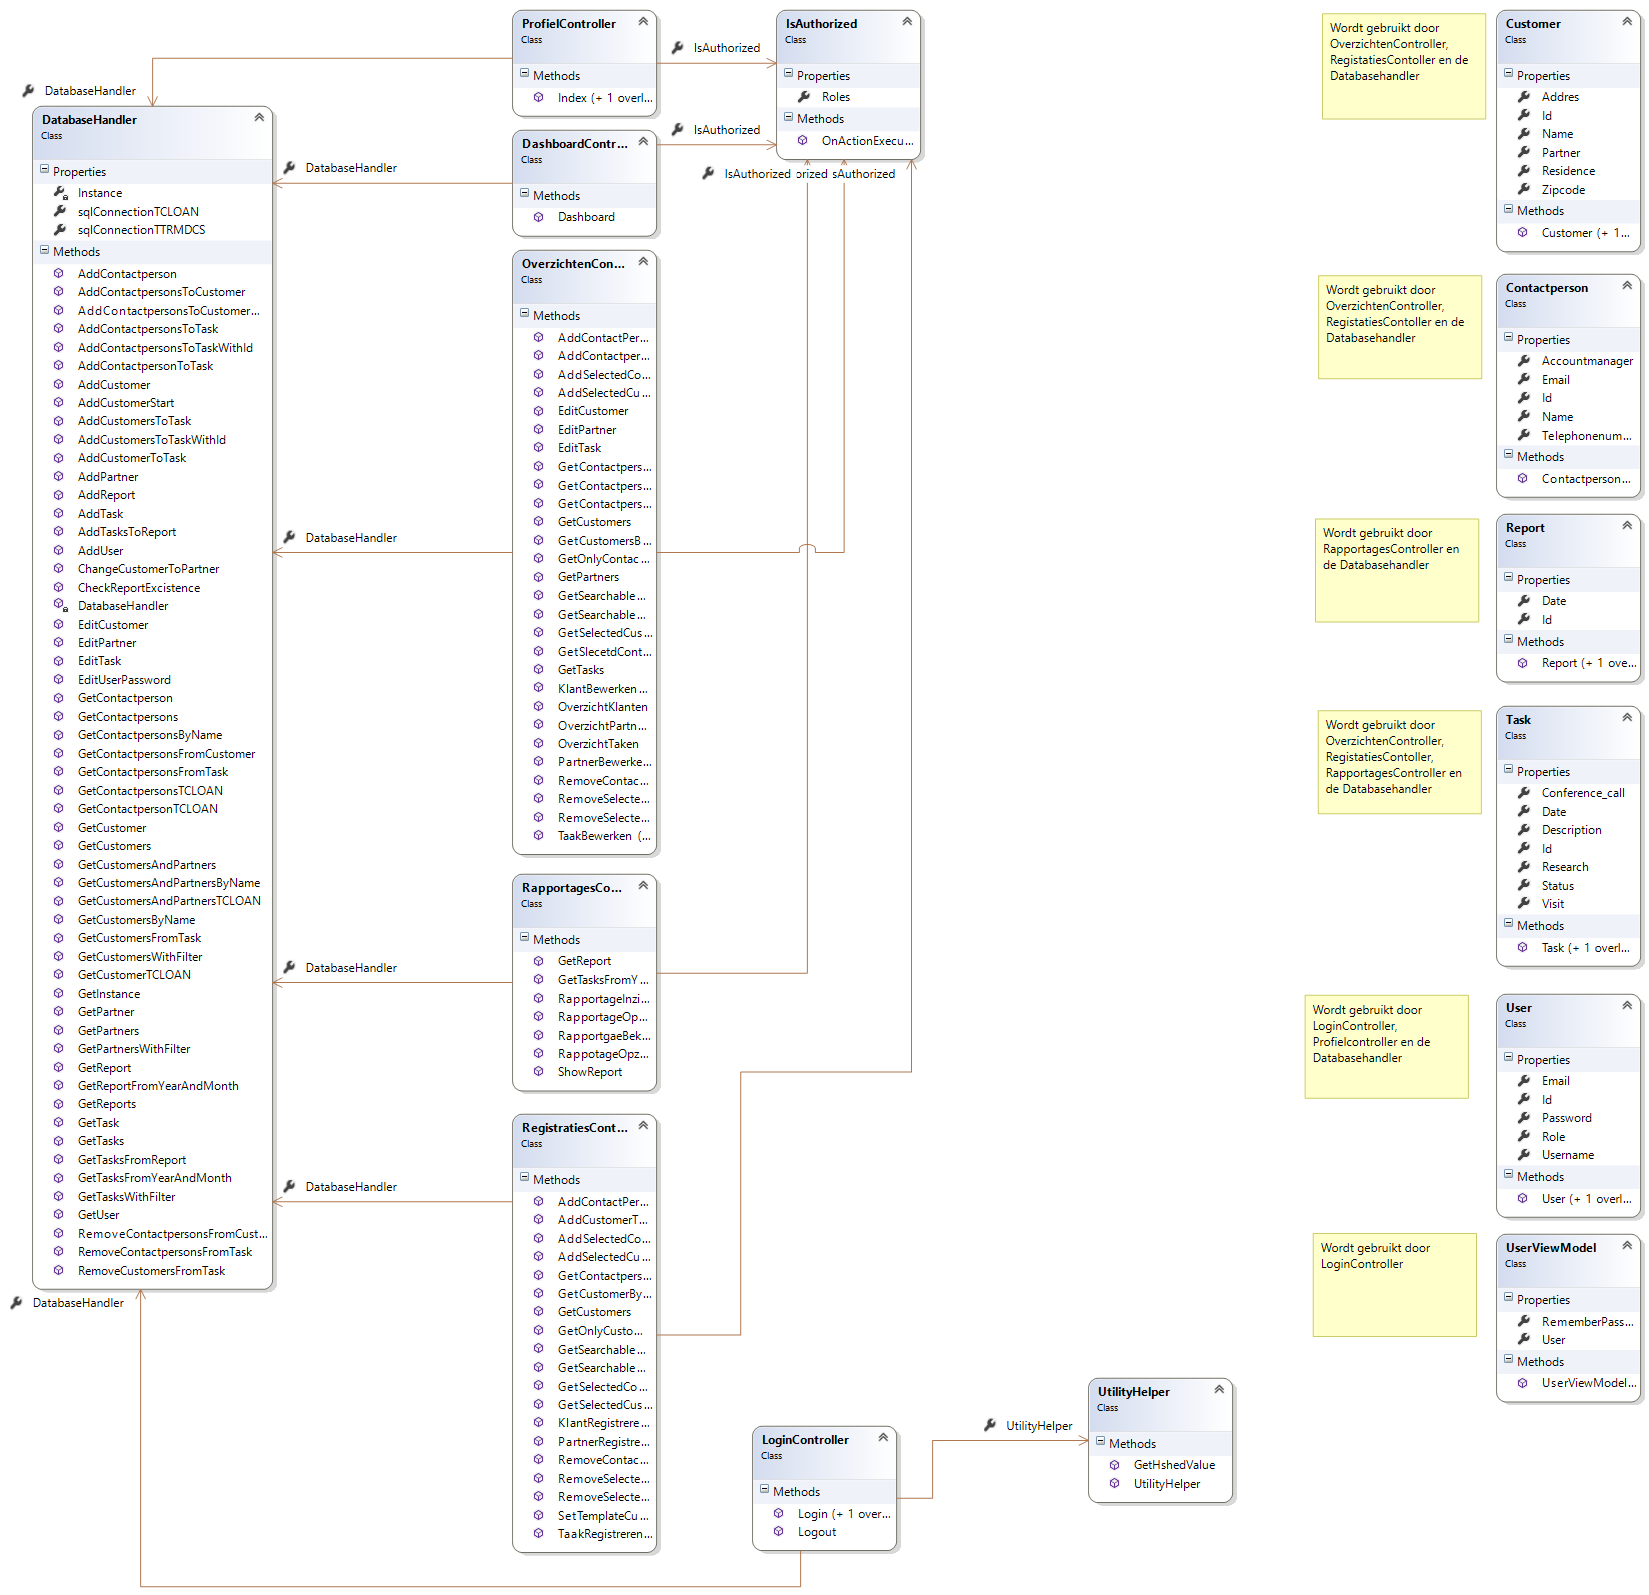 DatabaseHandler
DatabaseHandler
Class
Properties
Instance
sqlConnectionTCLOAN
sqlConnectionTTRMDCS
Methods
AddContactperson
AddContactpersonsToCustomer
AddContactpersonsToCustomer...
AddContactpersonsToTask
AddContactpersonsToTaskWithId
AddContactpersonToTask
AddCustomer
AddCustomerStart
AddCustomersToTask
AddCustomersToTaskWithId
AddCustomerToTask
AddPartner
AddReport
AddTask
AddTasksToReport
AddUser
ChangeCustomerToPartner
CheckReportExcistence
DatabaseHandler
EditCustomer
EditPartner
EditTask
EditUserPassword
GetContactperson
GetContactpersons
GetContactpersonsByName
GetContactpersonsFromCustomer
GetContactpersonsFromTask
GetContactpersonsTCLOAN
GetContactpersonTCLOAN
GetCustomer
GetCustomers
GetCustomersAndPartners
GetCustomersAndPartnersByName
GetCustomersAndPartnersTCLOAN
GetCustomersByName
GetCustomersFromTask
GetCustomersWithFilter
GetCustomerTCLOAN
GetInstance
GetPartner
GetPartners
GetPartnersWithFilter
GetReport
GetReportFromYearAndMonth
GetReports
GetTask
GetTasks
GetTasksFromReport
GetTasksFromYearAndMonth
GetTasksWithFilter
GetUser
RemoveContactpersonsFromCust...
RemoveContactpersonsFromTask
RemoveCustomersFromTask
DatabaseHandler
DatabaseHandler
DatabaseHandler
DatabaseHandler
DatabaseHandler
ProfielController
Class
Methods
Index (+ 1 overl...
DashboardContr...
Class
Methods
Dashboard
OverzichtenCon...
Class
Methods
AddContactPer...
AddContactper...
AddSelectedCo...
AddSelectedCu...
EditCustomer
EditPartner
EditTask
GetContactpers...
GetContactpers...
GetContactpers...
GetCustomers
GetCustomersB...
GetOnlyContac...
GetPartners
GetSearchable...
GetSearchable...
GetSelectedCus...
GetSlecetdCont...
GetTasks
KlantBewerken...
OverzichtKlanten
OverzichtPartn...
OverzichtTaken
PartnerBewerke...
RemoveContac...
RemoveSelecte...
RemoveSelecte...
TaakBewerken (...
RapportagesCo...
Class
Methods
GetReport
GetTasksFromY...
RapportageInzi...
RapportageOp...
RapportgaeBek...
RappotageOpz...
ShowReport
RegistratiesCont...
Class
Methods
AddContactPer...
AddCustomerT...
AddSelectedCo...
AddSelectedCu...
GetContactpers...
GetCustomerBy...
GetCustomers
GetOnlyCusto...
GetSearchable...
GetSearchable...
GetSelectedCo...
GetSelectedCus...
KlantRegistrere...
PartnerRegistre...
RemoveContac...
RemoveSelecte...
RemoveSelecte...
SetTemplateCu...
TaakRegistreren...
IsAuthorized
IsAuthorized
IsAuthorized orized sAuthorized
IsAuthorized
Class
Properties
Roles
Methods
OnActionExecu...
LoginController
Class
Methods
Login (+ 1 over...
Logout
UtilityHelper
UtilityHelper
Class
Methods
GetHshedValue
UtilityHelper
Wordt gebruikt door
OverzichtenController,
RegistatiesContoller en de
Databasehandler
Customer
Class
Properties
Addres
Id
Name
Partner
Residence
Zipcode
Methods
Customer (+ 1...
Wordt gebruikt door
OverzichtenController,
RegistatiesContoller en de
Databasehandler
Contactperson
Class
Properties
Accountmanager
Email
Id
Name
Telephonenum...
Methods
Contactperson...
Wordt gebruikt door
RapportagesController en
de Databasehandler
Report
Class
Properties
Date
Id
Methods
Report (+ 1 ove...
Wordt gebruikt door
OverzichtenController,
RegistatiesContoller,
RapportagesController en
de Databasehandler
Task
Class
Properties
Conference_call
Date
Description
Id
Research
Status
Visit
Methods
Task (+ 1 overl...
Wordt gebruikt door
LoginController,
Profielcontroller en de
Databasehandler
User
Class
Properties
Email
Id
Password
Role
Username
Methods
User (+ 1 overl...
Wordt gebruikt door
LoginController
UserViewModel
Class
Properties
RememberPass...
User
Methods
UserViewModel...